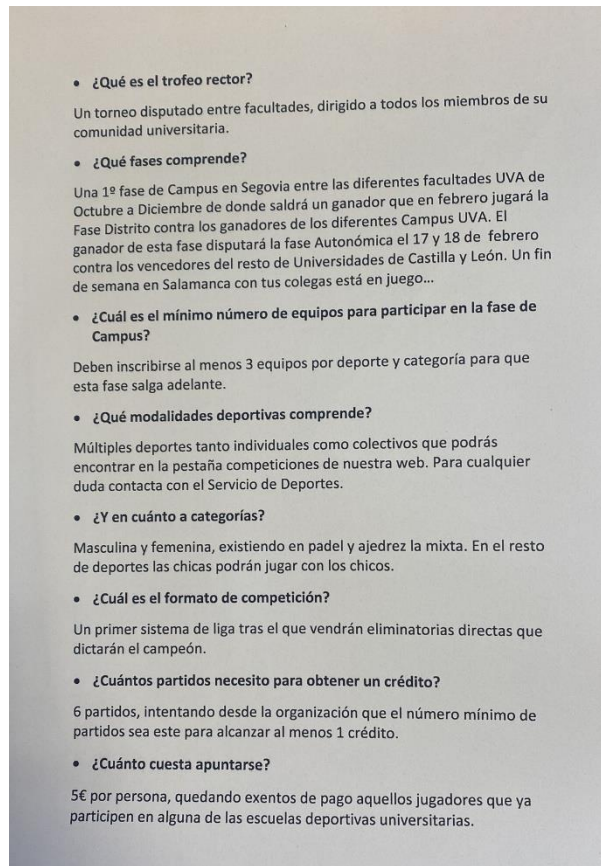 • ¿Qué es el trofeo rector?
Un torneo disputado entre facultades, dirigido a todos los miembros de su
comunidad universitaria.
• ¿Qué fases comprende?
Una 1º fase de Campus en Segovia entre las diferentes facultades UVA de
Octubre a Diciembre de donde saldrá un ganador que en febrero jugará la
Fase Distrito contra los ganadores de los diferentes Campus UVA. El
ganador de esta fase disputará la fase Autonómica el 17 y 18 de febrero
contra los vencedores del resto de Universidades de Castilla y León. Un fin
de semana en Salamanca con tus colegas está en juego...
• ¿Cuál es el mínimo número de equipos para participar en la fase de
Campus?
Deben inscribirse al menos 3 equipos por deporte y categoría para que
esta fase salga adelante.
• ¿Qué modalidades deportivas comprende?
Múltiples deportes tanto individuales como colectivos que podrás
encontrar en la pestaña competiciones de nuestra web. Para cualquier
duda contacta con el Servicio de Deportes.
• ¿Y en cuánto a categorías?
Masculina y femenina, existiendo en padel y ajedrez la mixta. En el resto
de deportes las chicas podrán jugar con los chicos.
• ¿Cuál es el formato de competición?
Un primer sistema de liga tras el que vendrán eliminatorias directas que
dictarán el campeón.
• ¿Cuántos partidos necesito para obtener un crédito?
6 partidos, intentando desde la organización que el número mínimo de
partidos sea este para alcanzar al menos 1 crédito.
• ¿Cuánto cuesta apuntarse?
5€ por persona, quedando exentos de pago aquellos jugadores que ya
participen en alguna de las escuelas deportivas universitarias.